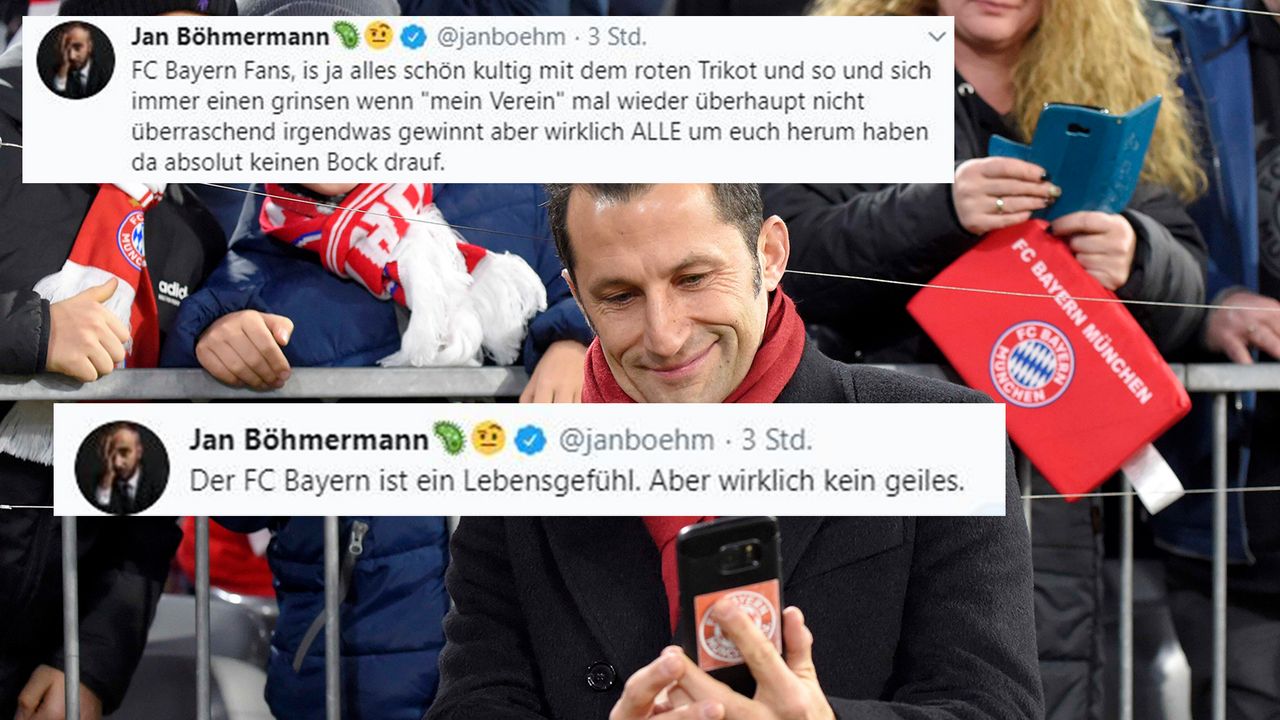 Jan Böhmermann🦠🤨 @janboehm · 3 Std.
FC Bayern Fans, is ja alles schön kultig mit dem roten Trikot und so und sich
immer einen grinsen wenn "mein Verein" mal wieder überhaupt nicht
überraschend irgendwas gewinnt aber wirklich ALLE um euch herum haben
da absolut keinen Bock drauf.
adidas
FC BAYERN MÜNCHEN
FC BAYERN
MÜNCHEN
Jan Böhmermann🦠🤨 @janboehm · 3 Std.
Der FC Bayern ist ein Lebensgefühl. Aber wirklich kein geiles.
BAYERN